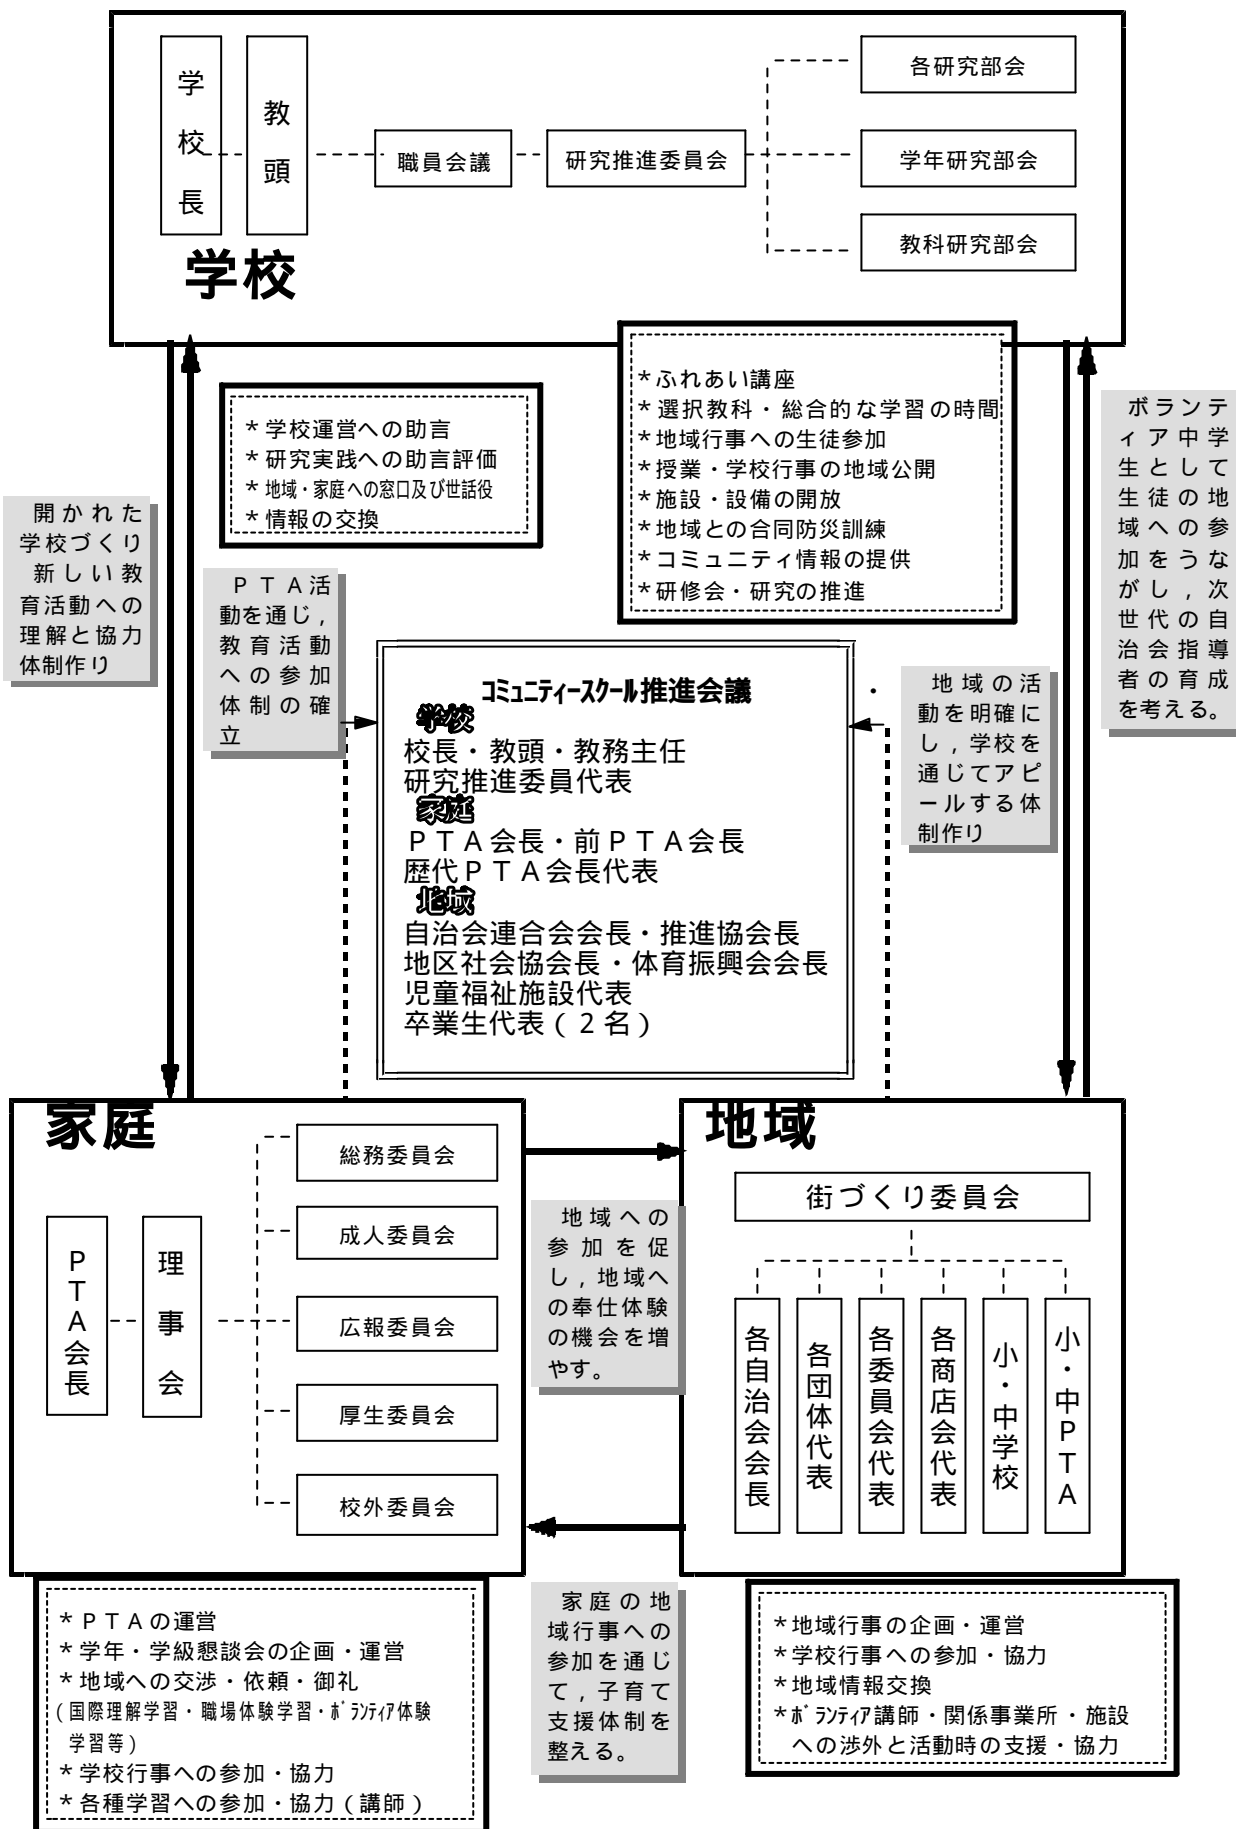 学校長
教頭
職員会議
研究推進委員会
各研究部会
学年研究部会
教科研究部会
学校
*ふれあい講座
*選択教科・総合的な学習の時間
*地域行事への生徒参加
*授業・学校行事の地域公開
*施設・設備の開放
*地域との合同防災訓練
*コミュニティ情報の提供
*研修会・研究の推進
*学校運営への助言
*研究実践への助言評価
*地域・家庭への窓口及び世話役
*情報の交換
開かれた
学校づくり
新しい教
育活動への
理解と協力
体制作り
PTA活
動を通じ,
教育活動
への参加
体制の確
立
ボランテ
ィア中学
生として
生徒の地
域への参
加をうな
がし,次
世代の自
治会指導
者の育成
を考える。
地域の活
動を明確に
し,学校を
通じてアピ
ールする体
制作り
・
コミュニティースクール推進会議
学校
校長・教頭・教務主任
研究推進委員代表
家庭
PTA会長・前PTA会長
歴代PTA会長代表
地域
自治会連合会会長・推進協会長
地区社会協会長・体育振興会会長
児童福祉施設代表
卒業生代表(2名)
家庭
PTA会長
理事会
総務委員会
成人委員会
広報委員会
厚生委員会
校外委員会
地域への
参加を促
し,地域へ
の奉仕体験
の機会を増
やす。
地域
街づくり委員会
各自治会会長
各団体代表
各委員会代表
各商店会代表
小・中学校
小・中PTA
*PTAの運営
*学年・学級懇談会の企画・運営
*地域への交渉・依頼・御礼
(国際理解学習・職場体験学習・ボランティア体験
学習等)
*学校行事への参加・協力
*各種学習への参加・協力(講師)
家庭の地
域行事への
参加を通じ
て,子育て
支援体制を
整える。
*地域行事の企画・運営
*学校行事への参加・協力
*地域情報交換
*ボランティア講師・関係事業所・施設
への渉外と活動時の支援・協力